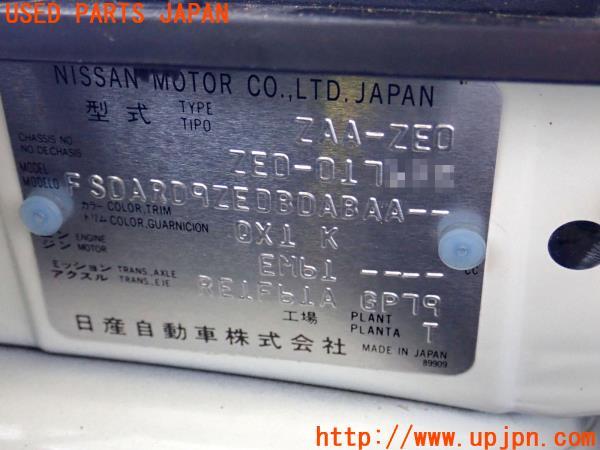 USED PARTS JAPAN
NISSAN MOTOR CO.,LTD.JAPAN
型式 TYPE TIPO ZAA-ZE0
CHASSIS NO.
NO.DE CHASIS ZE0-017
MODEL
MODELO FSDARD9ZE0BDABAA--
カラー COLOR,TRIM
トリム COLOR,GUARNICION QX1 K
ジン ENGINE MOTOR EM61 ---- CC
ミッション TRANS.,AXLE
アクスル TRANS.,EJE RE1F61A GP79
工場 PLANT PLANTA T
日産自動車株式会社
MADE IN JAPAN
89909
http://www.upjpn.com